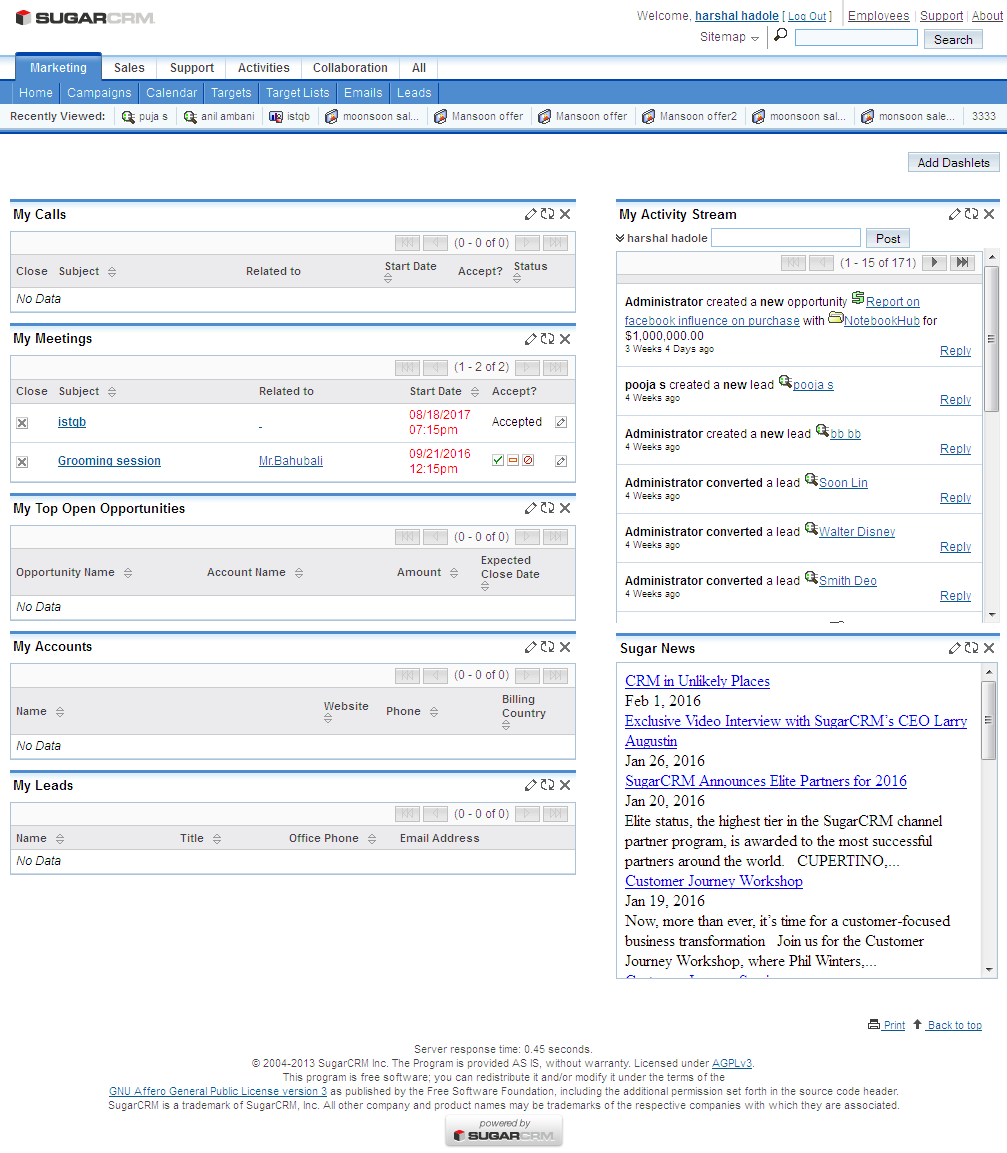 SUGARCRM
Welcome, harshal hadole [ Log Out ] Employees | Support | About
Sitemap
Search
Marketing Sales Support Activities Collaboration All
Home Campaigns Calendar Targets Target Lists Emails Leads
Recently Viewed: puja s anil ambani istqb moonsoon sal... Mansoon offer Mansoon offer Mansoon offer2 moonsoon sal... monsoon sale... 3333
Add Dashlets
My Calls
(0 - 0 of 0)
Close Subject Related to Start Date Accept? Status
No Data
My Meetings
(1 - 2 of 2)
Close Subject Related to Start Date Accept?
istqb 08/18/2017 07:15pm Accepted
Grooming session Mr.Bahubali 09/21/2016 12:15pm
My Top Open Opportunities
(0 - 0 of 0)
Opportunity Name Account Name Amount Expected Close Date
No Data
My Accounts
(0 - 0 of 0)
Name Website Phone Billing Country
No Data
My Leads
(0 - 0 of 0)
Name Title Office Phone Email Address
No Data
My Activity Stream
harshal hadole Post
(1 - 15 of 171)
Administrator created a new opportunity Report on
facebook influence on purchase with NotebookHub for
$1,000,000.00
3 Weeks 4 Days ago Reply
pooja s created a new lead pooja s
4 Weeks ago Reply
Administrator created a new lead bb bb
4 Weeks ago Reply
Administrator converted a lead Soon Lin
4 Weeks ago Reply
Administrator converted a lead Walter Disney
4 Weeks ago Reply
Administrator converted a lead Smith Deo
4 Weeks ago Reply
Sugar News
CRM in Unlikely Places
Feb 1, 2016
Exclusive Video Interview with SugarCRM’s CEO Larry
Augustin
Jan 26, 2016
SugarCRM Announces Elite Partners for 2016
Jan 20, 2016
Elite status, the highest tier in the SugarCRM channel
partner program, is awarded to the most successful
partners around the world. CUPERTINO,...
Customer Journey Workshop
Jan 19, 2016
Now, more than ever, it’s time for a customer-focused
business transformation Join us for the Customer
Journey Workshop, where Phil Winters,...
Print Back to top
Server response time: 0.45 seconds.
© 2004-2013 SugarCRM Inc. The Program is provided AS IS, without warranty. Licensed under AGPLv3.
This program is free software; you can redistribute it and/or modify it under the terms of the
GNU Affero General Public License version 3 as published by the Free Software Foundation, including the additional permission set forth in the source code header.
SugarCRM is a trademark of SugarCRM, Inc. All other company and product names may be trademarks of the respective companies with which they are associated.
powered by
SUGARCRM